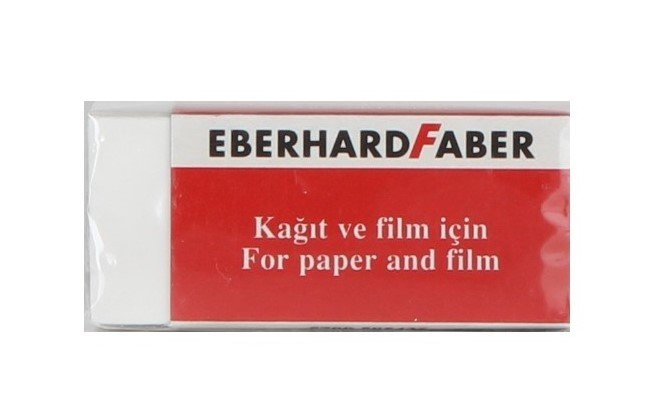 EBERHARDFABER
Kağıt ve film için
For paper and film